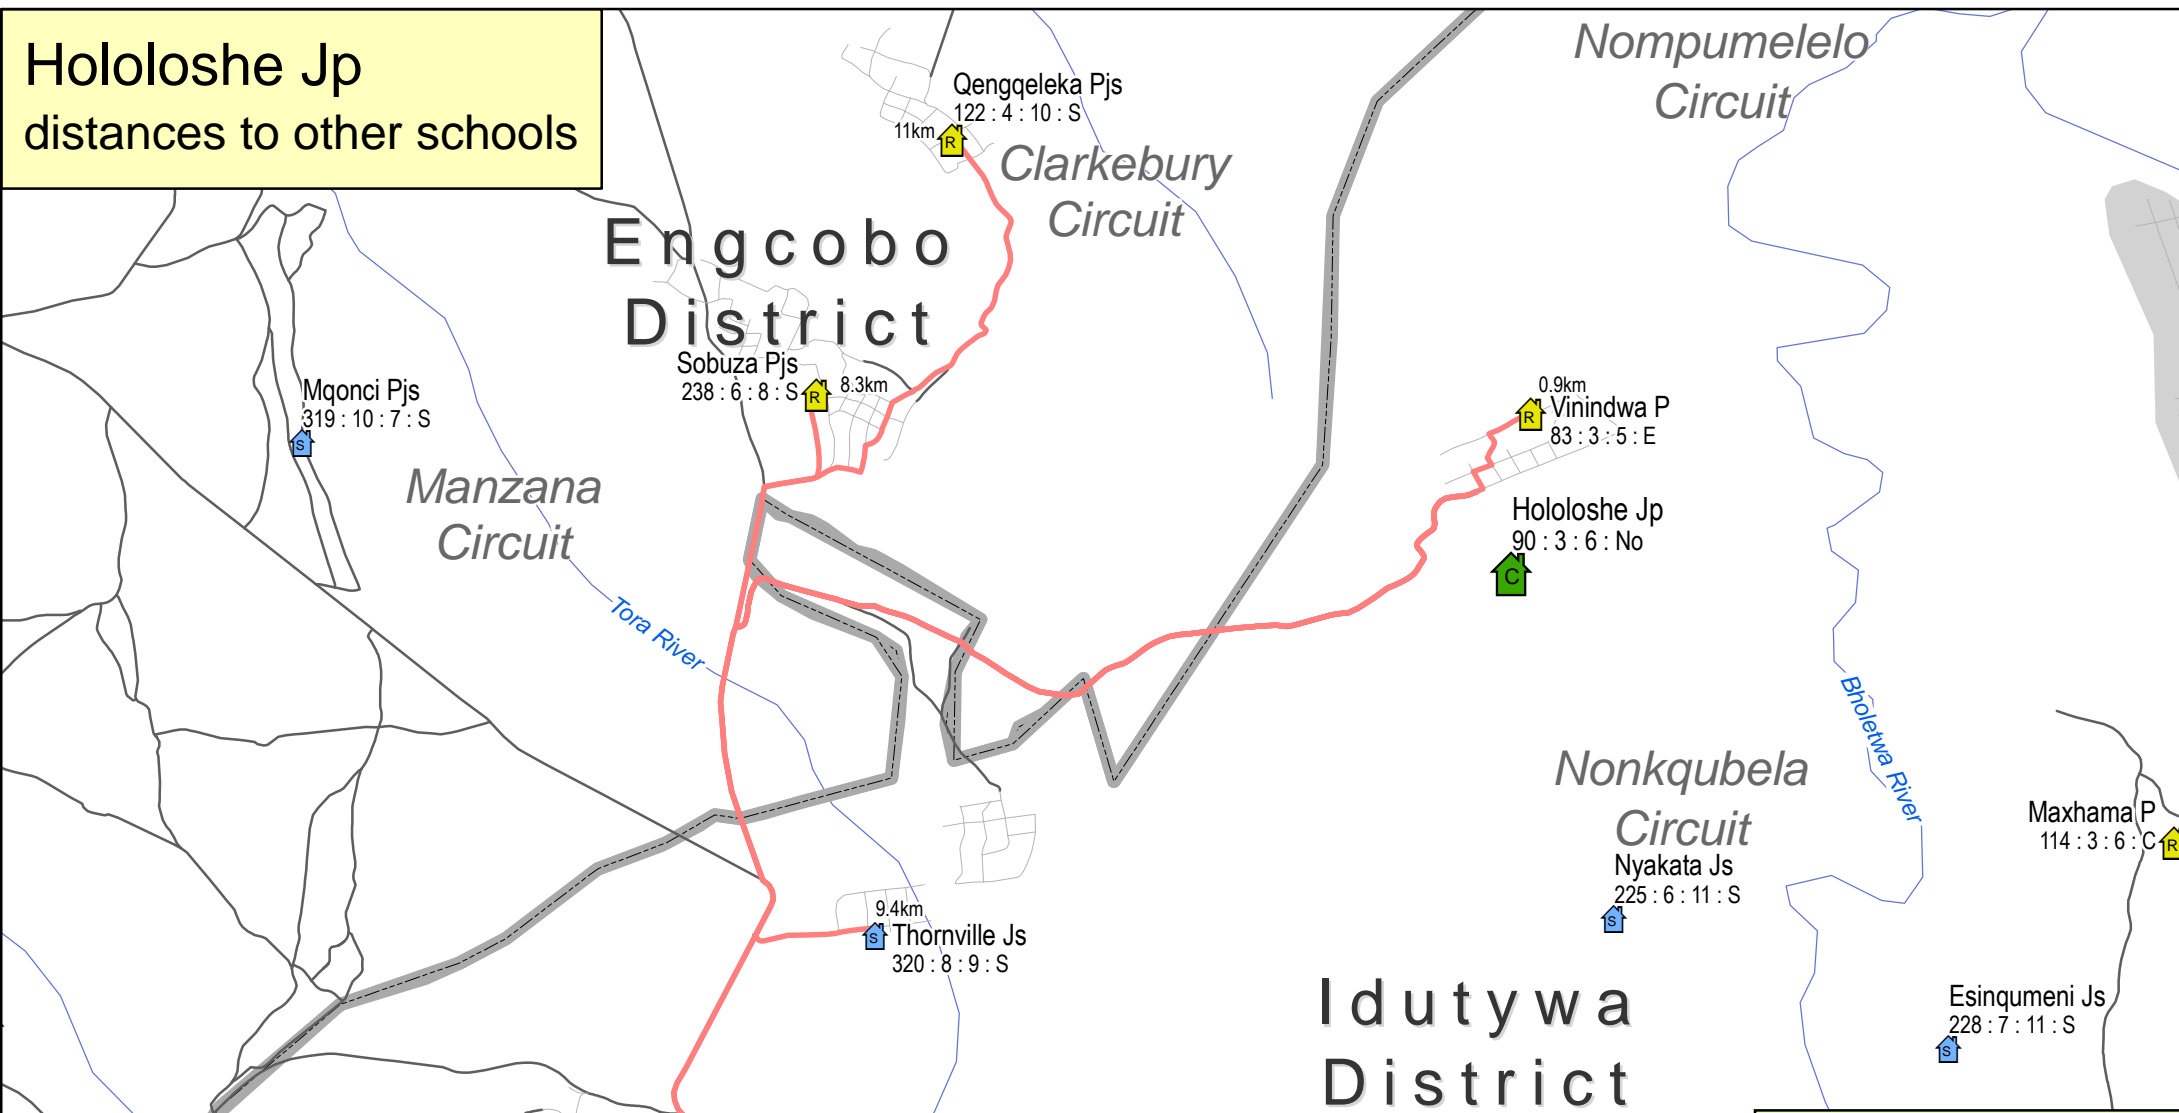 Hololoshe Jp
distances to other schools
Nompumelelo
Circuit
Qengqeleka Pjs
122 : 4 : 10 : S
11km
R
Clarkebury
Circuit
Engcobo
District
Sobuza Pjs
238 : 6 : 8 : S
R
8.3km
Mqonci Pjs
319 : 10 : 7 : S
S
0.9km
Vinindwa P
83 : 3 : 5 : E
R
Manzana
Circuit
Hololoshe Jp
90 : 3 : 6 : No
C
Tora River
Bholetwa River
Nonkqubela
Circuit
Nyakata Js
225 : 6 : 11 : S
S
Maxhama P
114 : 3 : 6 : C
R
9.4km
Thornville Js
320 : 8 : 9 : S
S
Idutywa
District
Esinqumeni Js
228 : 7 : 11 : S
S